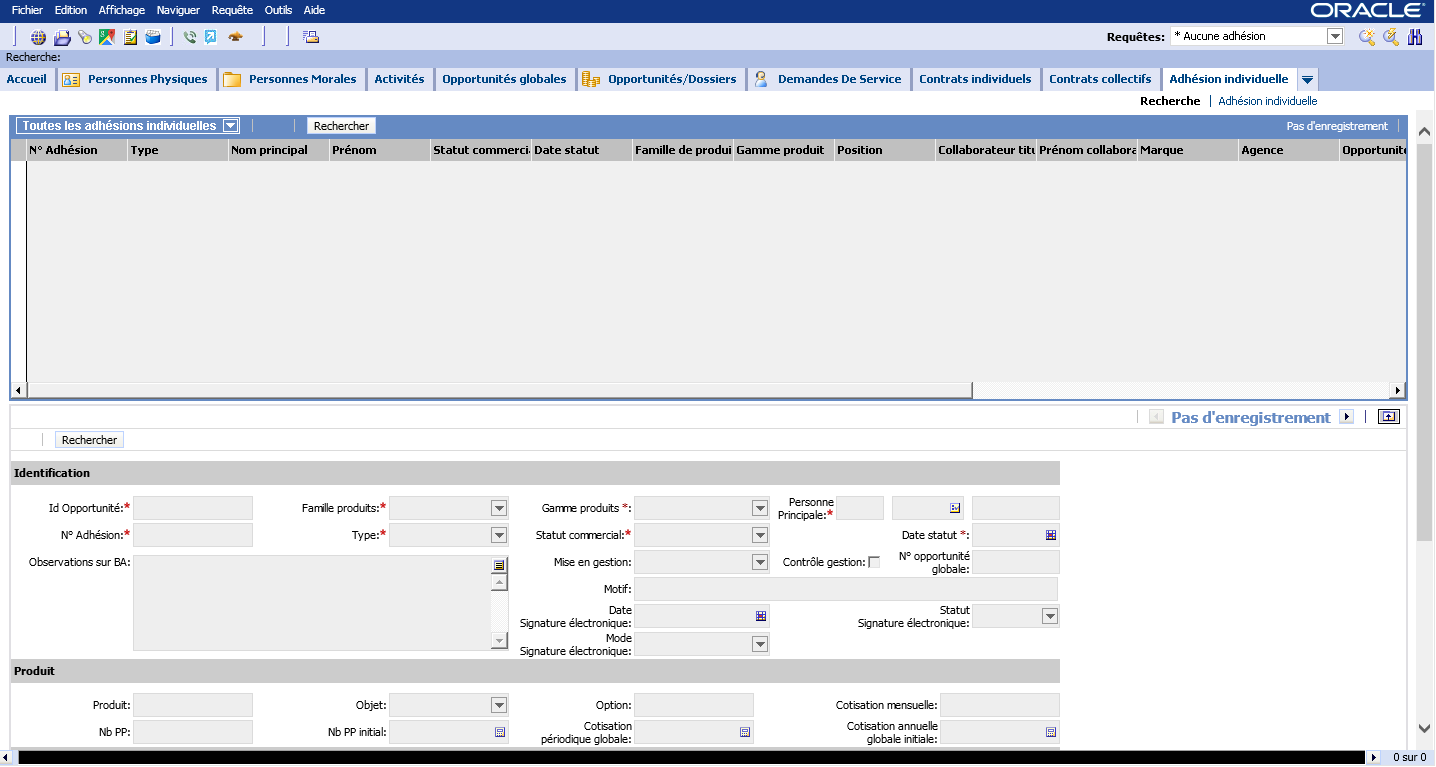 Fichier Edition Affichage Naviguer Requête Outils Aide ORACLE
Requêtes: * Aucune adhésion
Recherche:
Accueil Personnes Physiques Personnes Morales Activités Opportunités globales Opportunités/Dossiers Demandes De Service Contrats individuels Contrats collectifs Adhésion individuelle
Recherche Adhésion individuelle
Toutes les adhésions individuelles Rechercher Pas d'enregistrement
N° Adhésion Type Nom principal Prénom Statut commerci Date statut Famille de produi Gamme produit Position Collaborateur titu Prénom collabora Marque Agence Opportunité
Pas d'enregistrement
Rechercher
Identification
Id Opportunité:* Famille produits:* Gamme produits *: Personne
Principale:*
N° Adhésion:* Type:* Statut commercial:* Date statut *:
Observations sur BA: Mise en gestion: Contrôle gestion: N° opportunité
globale:
Motif:
Date
Signature électronique: Statut
Signature électronique:
Mode
Signature électronique:
Produit
Produit: Objet: Option: Cotisation mensuelle:
Nb PP: Nb PP initial: Cotisation
périodique globale: Cotisation annuelle
globale initiale:
0 sur 0